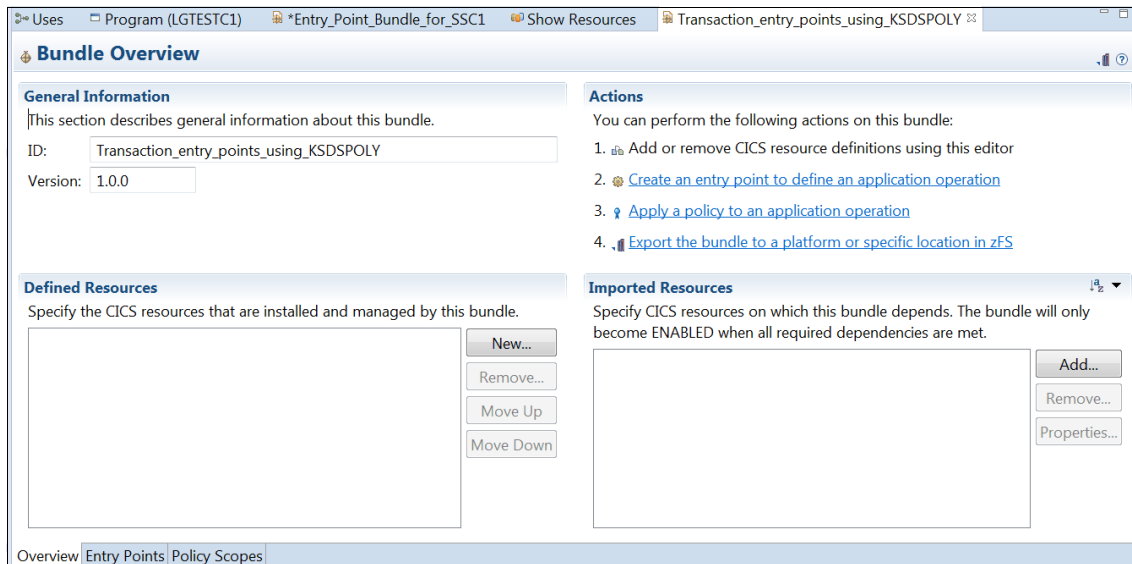 Uses
Program (LGTESTC1)
*Entry_Point_Bundle_for_SSC1
Show Resources
Transaction_entry_points_using_KSDSPOLY
Bundle Overview
General Information
This section describes general information about this bundle.
ID: Transaction_entry_points_using_KSDSPOLY
Version: 1.0.0
Actions
You can perform the following actions on this bundle:
1. Add or remove CICS resource definitions using this editor
2. Create an entry point to define an application operation
3. Apply a policy to an application operation
4. Export the bundle to a platform or specific location in zFS
Defined Resources
Specify the CICS resources that are installed and managed by this bundle.
New...
Remove...
Move Up
Move Down
Imported Resources
Specify CICS resources on which this bundle depends. The bundle will only
become ENABLED when all required dependencies are met.
Add...
Remove...
Properties...
Overview Entry Points Policy Scopes